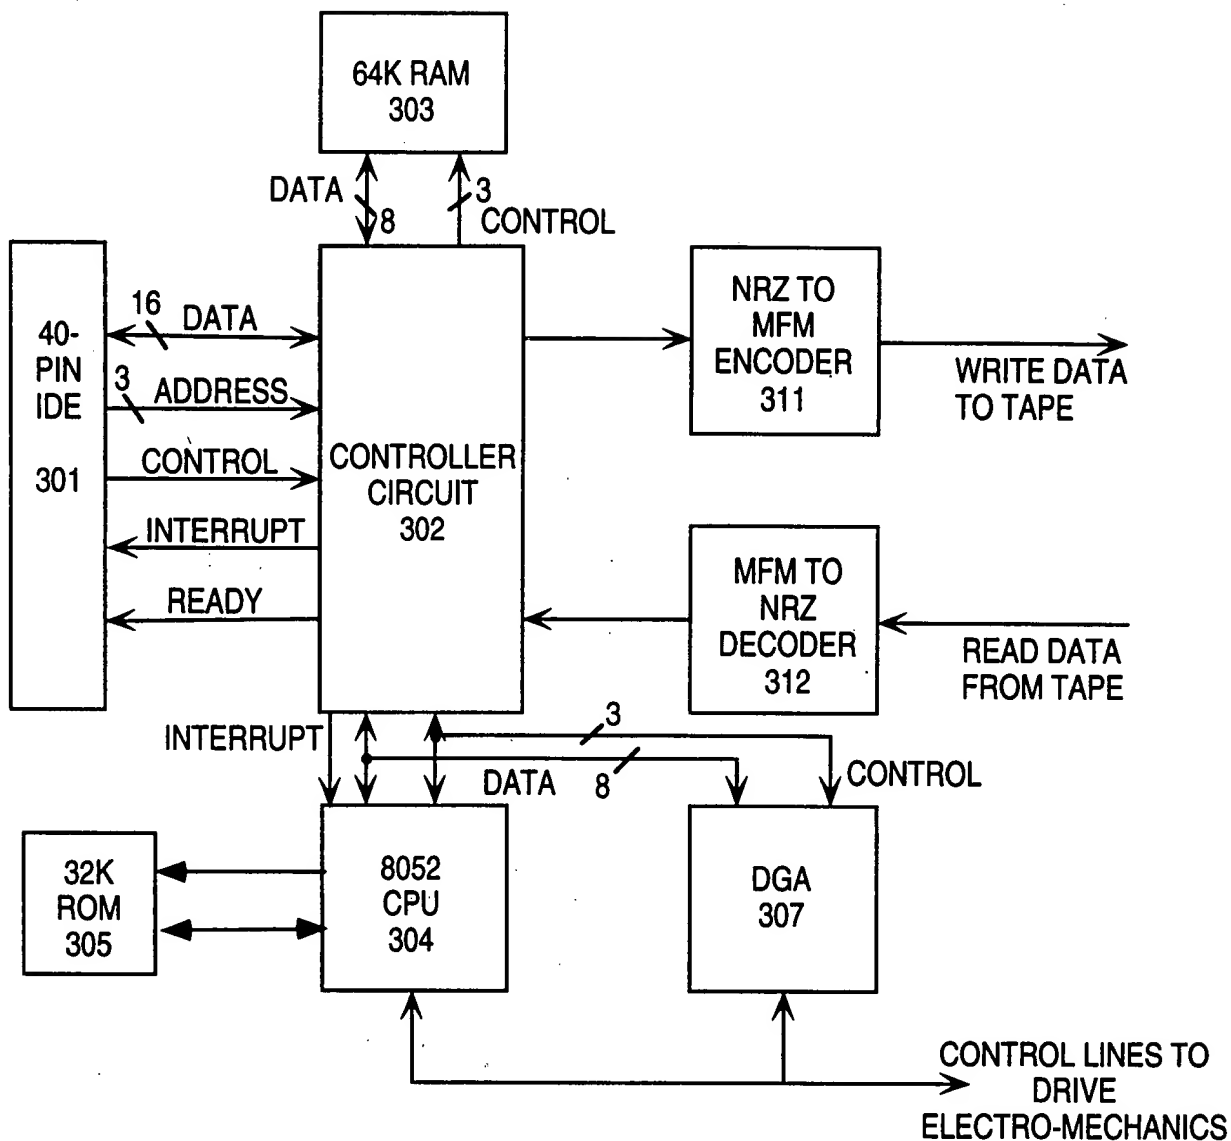 64K RAM
303
DATA
8
3
CONTROL
40-
PIN
IDE
301
16
DATA
3
ADDRESS
CONTROL
INTERRUPT
READY
CONTROLLER
CIRCUIT
302
NRZ TO
MFM
ENCODER
311
WRITE DATA
TO TAPE
MFM TO
NRZ
DECODER
312
READ DATA
FROM TAPE
INTERRUPT
3
DATA
8
CONTROL
32K
ROM
305
8052
CPU
304
DGA
307
CONTROL LINES TO
DRIVE
ELECTRO-MECHANICS